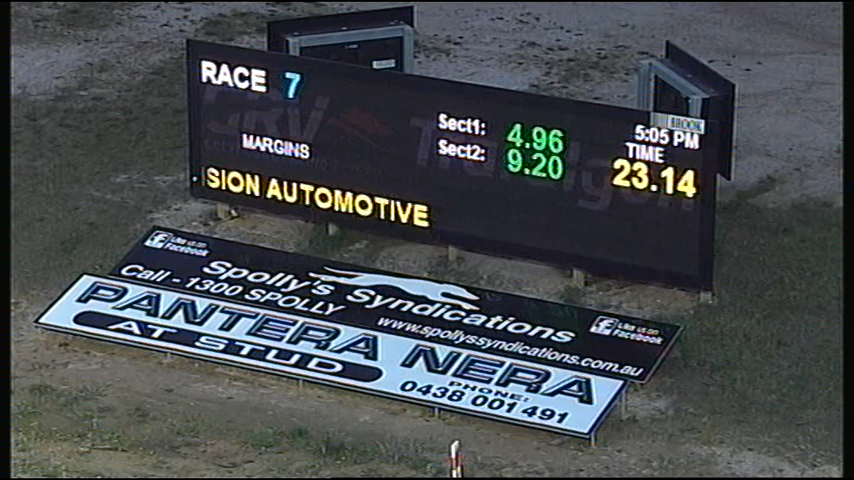 RACE 7
Sect1: 4.96
5:05 PM
MARGINS
Sect2: 9.20
TIME
23.14
SION AUTOMOTIVE
Like us on
Facebook
Spolly's Syndications
Call - 1300 SPOLLY
www.spollyssyndications.com.au
Like us on
Facebook
PANTERA NERA
AT STUD
PHONE:
0438 001 491